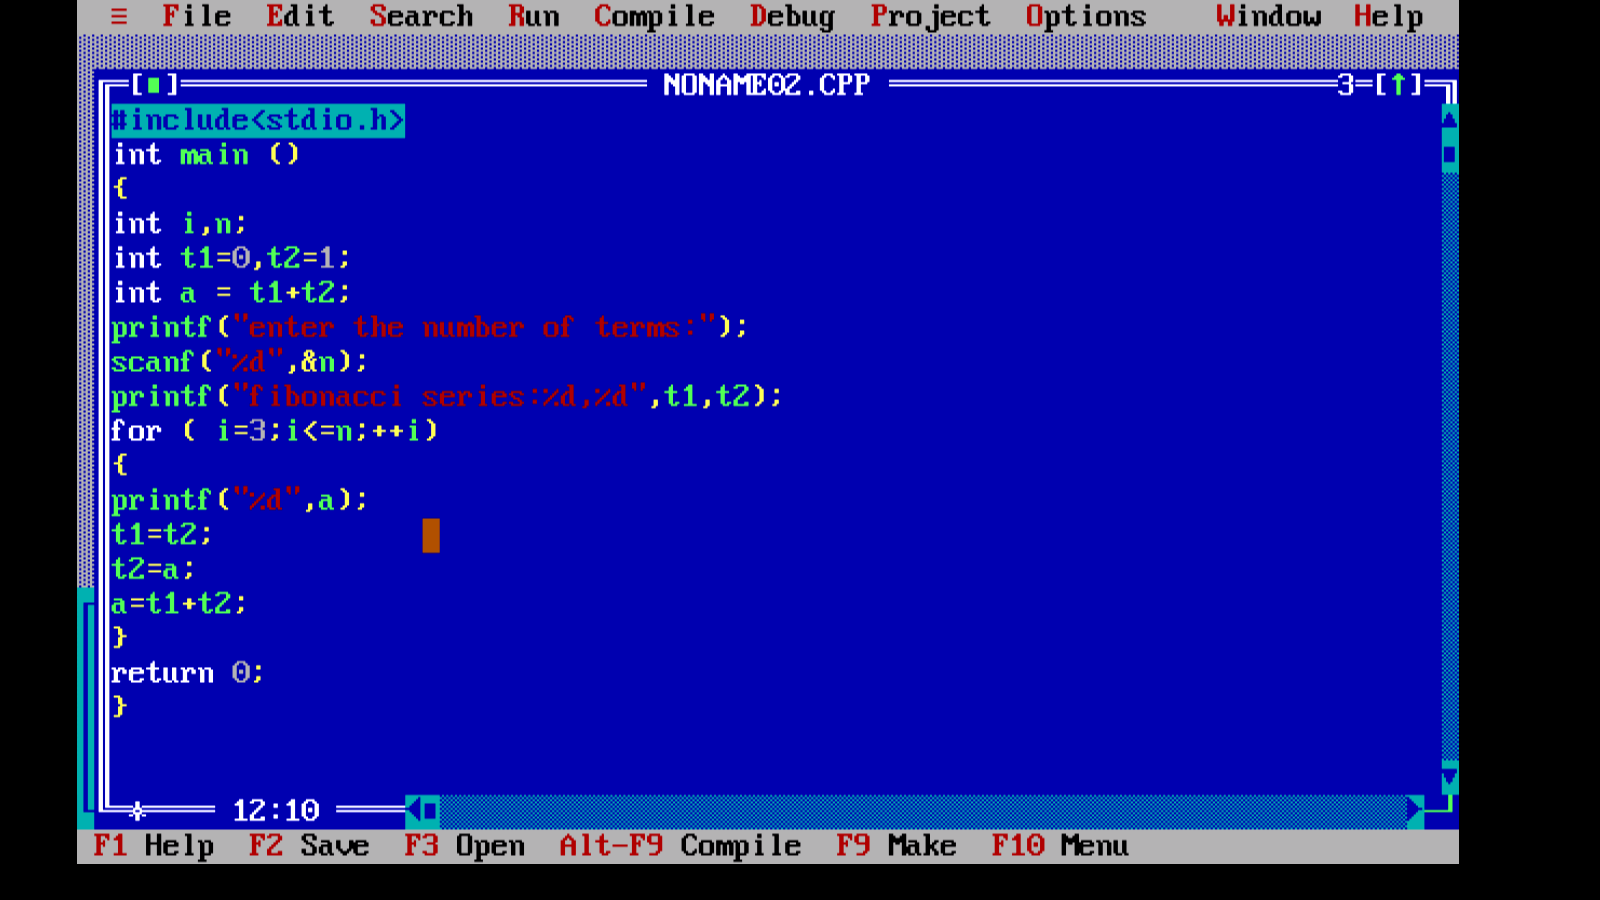 ≡ File Edit Search Run Compile Debug Project Options Window Help
[■] NONAME02.CPP 3=[↑]
#include<stdio.h>
int main ()
{
int i,n;
int t1=0,t2=1;
int a = t1+t2;
printf("enter the number of terms:");
scanf("%d",&n);
printf("fibonacci series:%d,%d",t1,t2);
for ( i=3;i<=n;++i)
{
printf("%d",a);
t1=t2;
t2=a;
a=t1+t2;
}
return 0;
}
12:10
F1 Help F2 Save F3 Open Alt-F9 Compile F9 Make F10 Menu